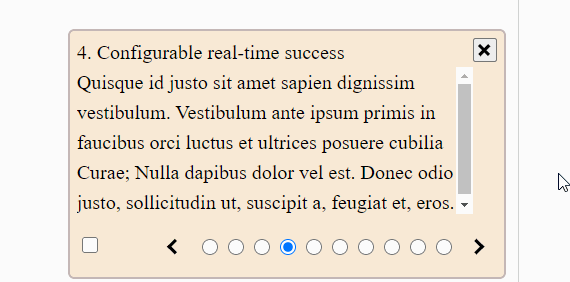 4. Configurable real-time success
Quisque id justo sit amet sapien dignissim
vestibulum. Vestibulum ante ipsum primis in
faucibus orci luctus et ultrices posuere cubilia
Curae; Nulla dapibus dolor vel est. Donec odio
justo, sollicitudin ut, suscipit a, feugiat et, eros.